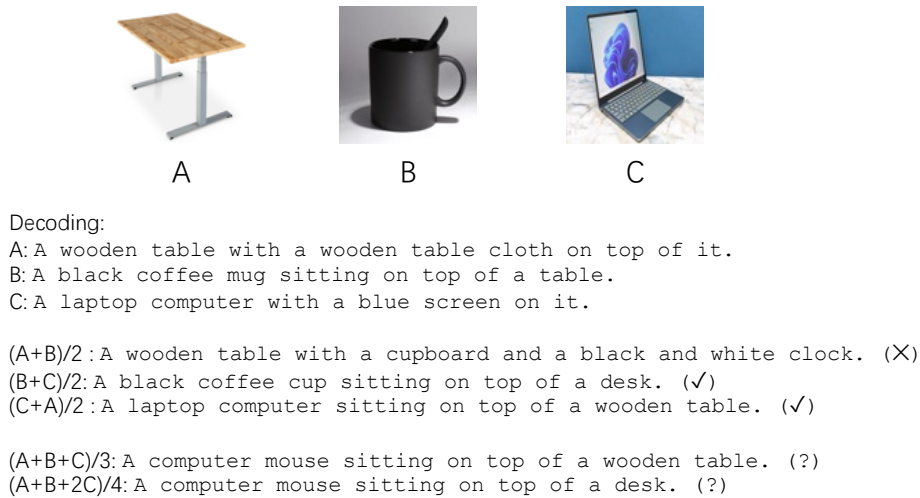 A B C
Decoding:
A: A wooden table with a wooden table cloth on top of it.
B: A black coffee mug sitting on top of a table.
C: A laptop computer with a blue screen on it.
(A+B)/2 : A wooden table with a cupboard and a black and white clock. (✕)
(B+C)/2: A black coffee cup sitting on top of a desk. (✓)
(C+A)/2 : A laptop computer sitting on top of a wooden table. (✓)
(A+B+C)/3: A computer mouse sitting on top of a wooden table. (?)
(A+B+2C)/4: A computer mouse sitting on top of a desk. (?)